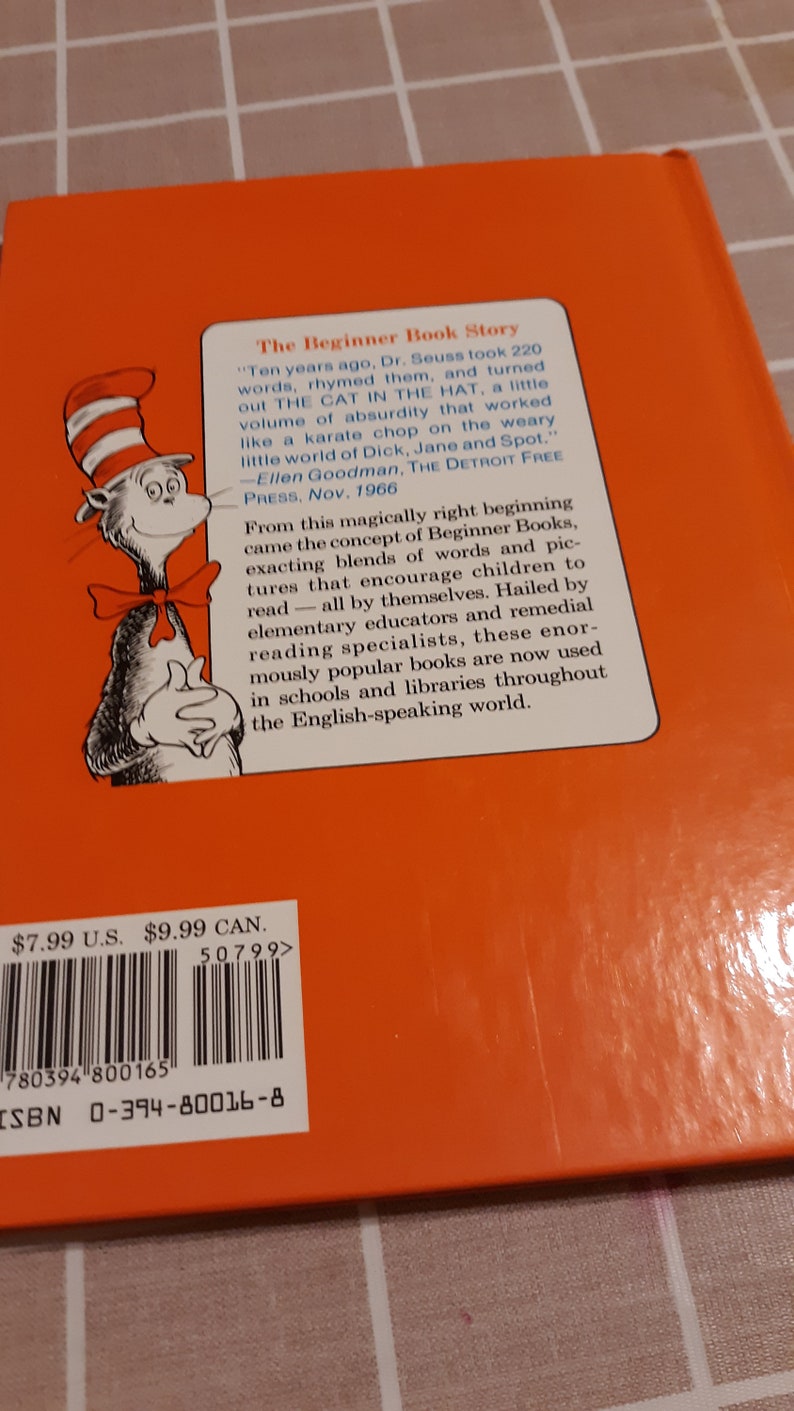 The Beginner Book Story
"Ten years ago, Dr. Seuss took 220
words, rhymed them, and turned
out THE CAT IN THE HAT, a little
volume of absurdity that worked
like a karate chop on the weary
little world of Dick, Jane and Spot."
—Ellen Goodman, THE DETROIT FREE
PRESS, Nov. 1966
From this magically right beginning
came the concept of Beginner Books,
exacting blends of words and pic-
tures that encourage children to
read — all by themselves. Hailed by
elementary educators and remedial
reading specialists, these enor-
mously popular books are now used
in schools and libraries throughout
the English-speaking world.
$7.99 U.S. $9.99 CAN.
50799>
780394 800165
ISBN 0-394-80016-8